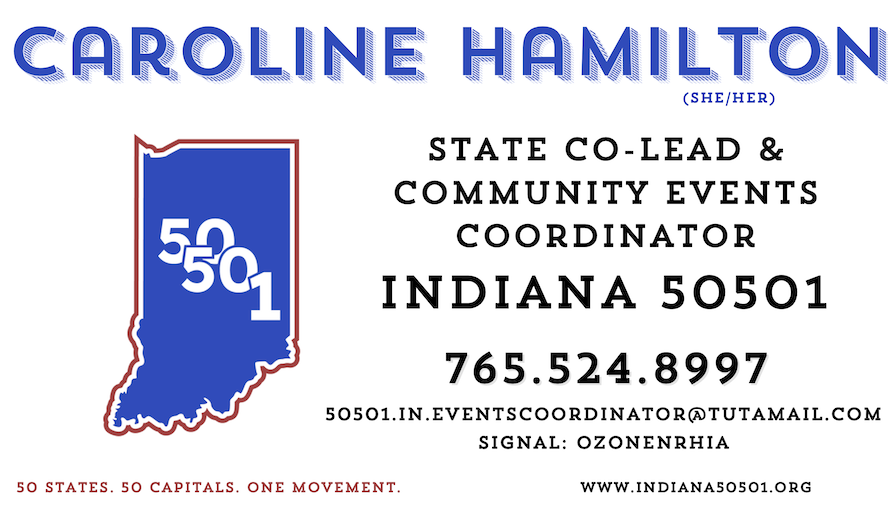 CAROLINE HAMILTON
(SHE/HER)
STATE CO-LEAD &
COMMUNITY EVENTS
COORDINATOR
INDIANA 50501
765.524.8997
50501.IN.EVENTSCOORDINATOR@TUTAMAIL.COM
SIGNAL: OZONENRHIA
50
50
1
50 STATES. 50 CAPITALS. ONE MOVEMENT.
WWW.INDIANA50501.ORG